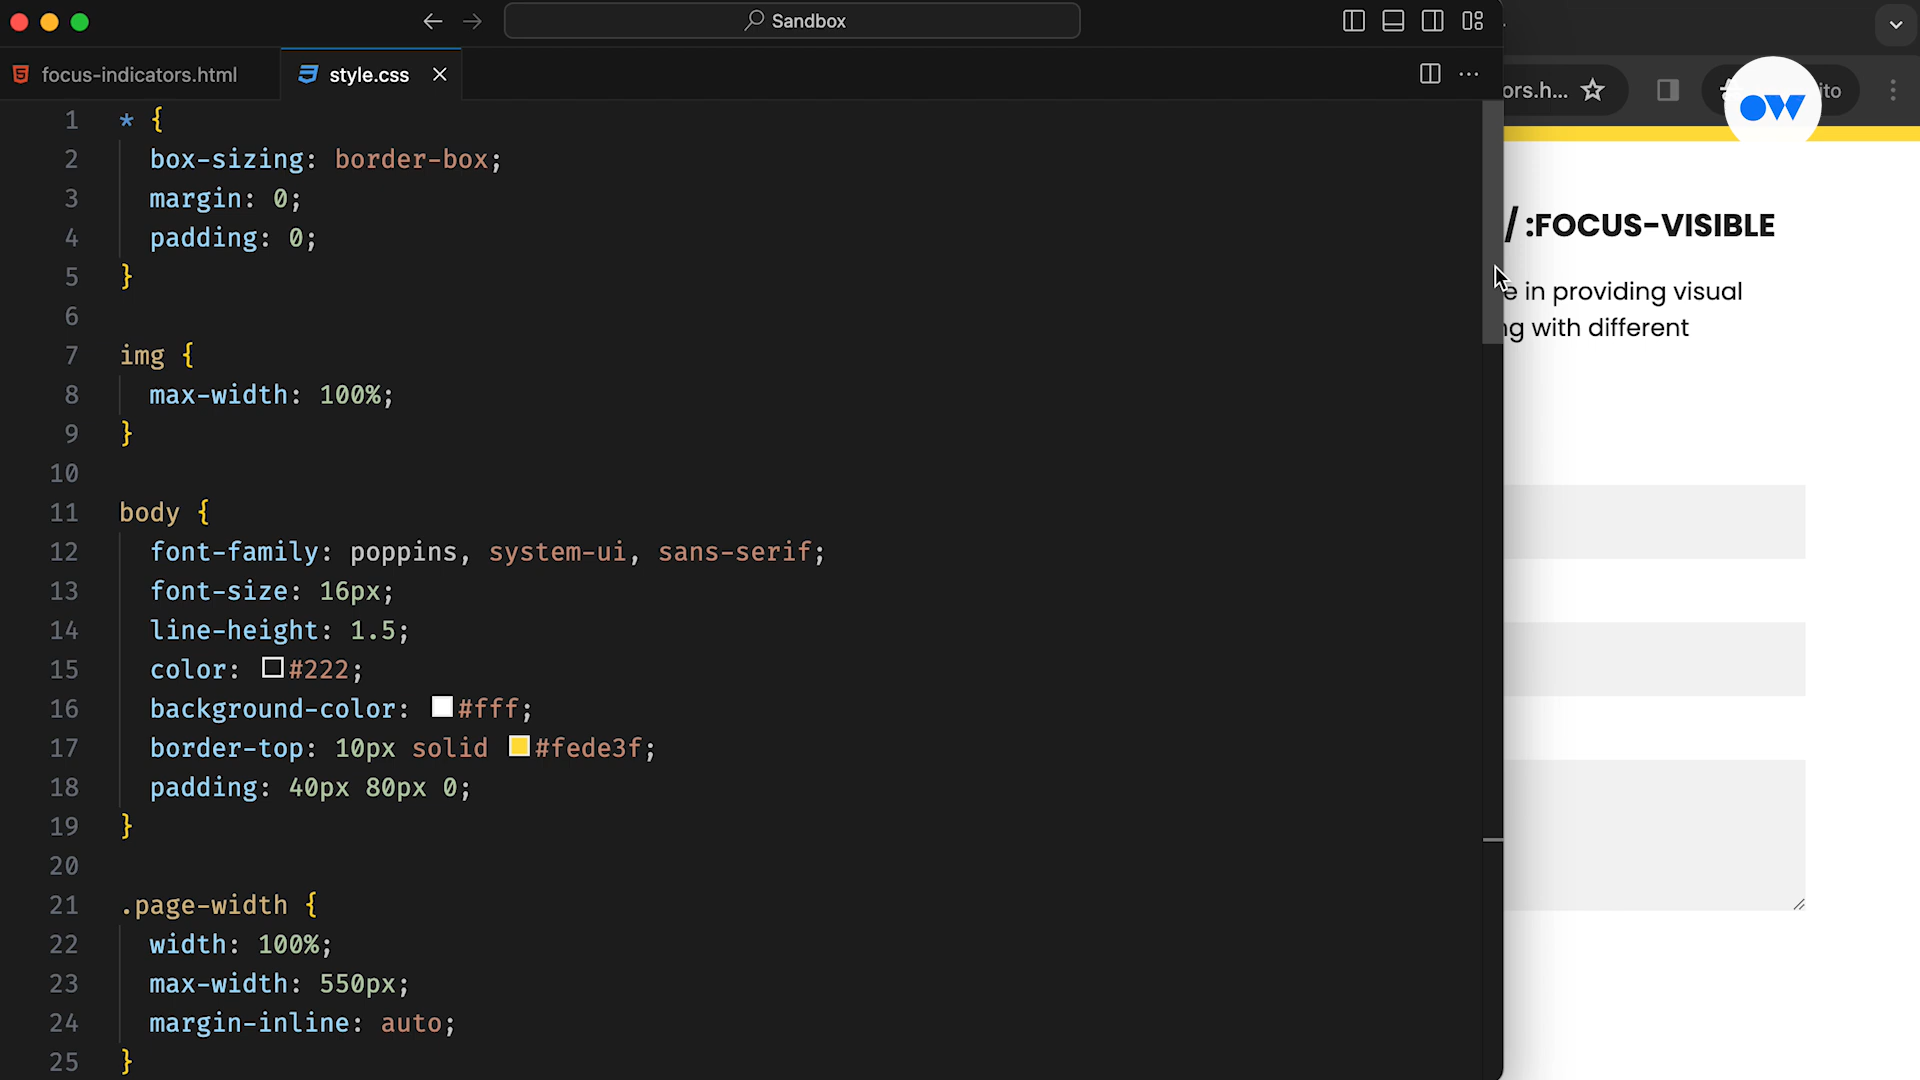 Sandbox
focus-indicators.html
style.css
ors.h...
ito
OW
1 * {
2 box-sizing: border-box;
3 margin: 0;
4 padding: 0;
5 }
6
7 img {
8 max-width: 100%;
9 }
10
11 body {
12 font-family: poppins, system-ui, sans-serif;
13 font-size: 16px;
14 line-height: 1.5;
15 color: #222;
16 background-color: #fff;
17 border-top: 10px solid #fede3f;
18 padding: 40px 80px 0;
19 }
20
21 .page-width {
22 width: 100%;
23 max-width: 550px;
24 margin-inline: auto;
25 }
/ :FOCUS-VISIBLE
e in providing visual
ng with different